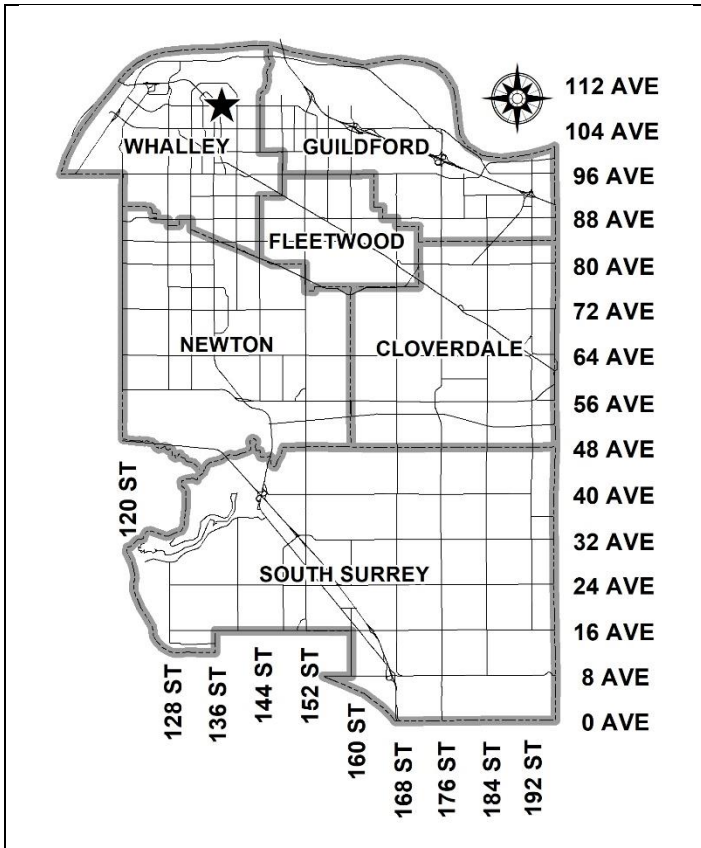 112 AVE
104 AVE
WHALLEY
GUILDFORD
96 AVE
88 AVE
FLEETWOOD
80 AVE
72 AVE
NEWTON
CLOVERDALE
64 AVE
56 AVE
48 AVE
120 ST
40 AVE
32 AVE
SOUTH SURREY
24 AVE
16 AVE
128 ST
136 ST
144 ST
152 ST
160 ST
8 AVE
0 AVE
168 ST
176 ST
184 ST
192 ST